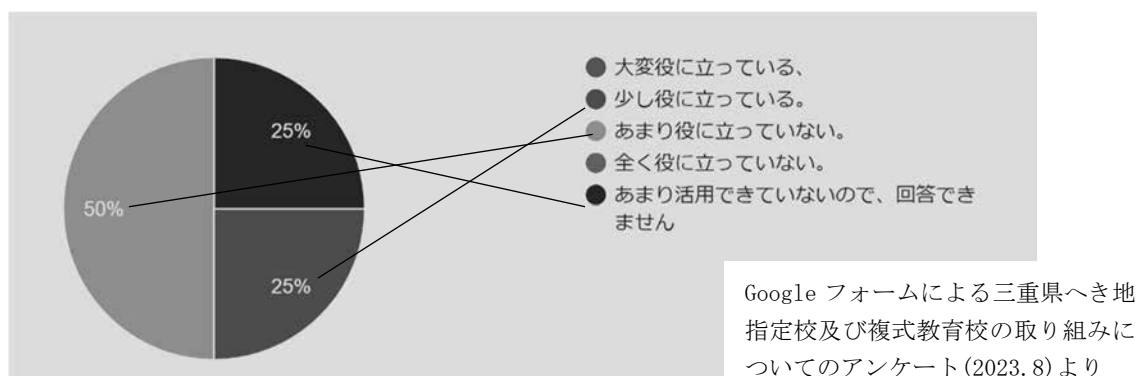 25%
50%
25%
大変役に立っている、
少し役に立っている。
あまり役に立っていない。
全く役に立っていない。
あまり活用できていないので、回答でき
ません
Google フォームによる三重県へき地
指定校及び複式教育校の取り組みに
ついてのアンケート(2023.8)より